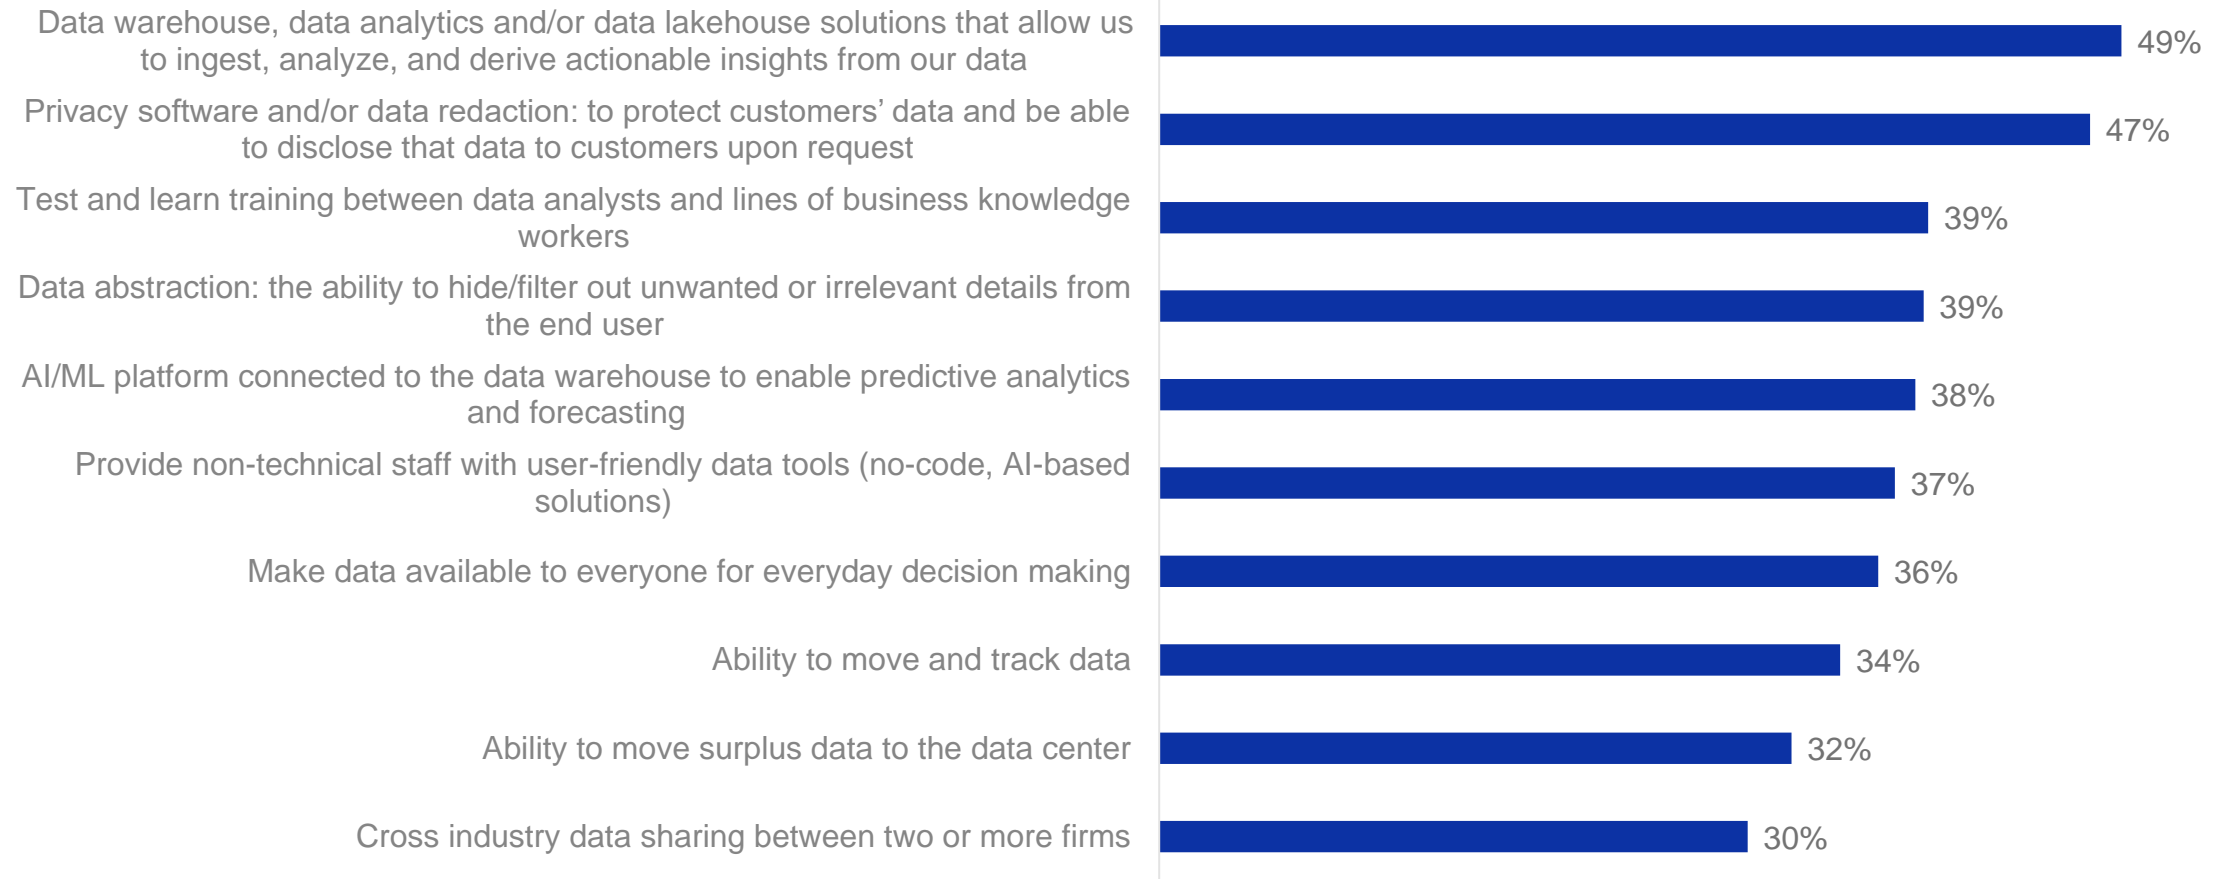 Data warehouse, data analytics and/or data lakehouse solutions that allow us
to ingest, analyze, and derive actionable insights from our data
49%
Privacy software and/or data redaction: to protect customers’ data and be able
to disclose that data to customers upon request
47%
Test and learn training between data analysts and lines of business knowledge
workers
39%
Data abstraction: the ability to hide/filter out unwanted or irrelevant details from
the end user
39%
AI/ML platform connected to the data warehouse to enable predictive analytics
and forecasting
38%
Provide non-technical staff with user-friendly data tools (no-code, AI-based
solutions)
37%
Make data available to everyone for everyday decision making
36%
Ability to move and track data
34%
Ability to move surplus data to the data center
32%
Cross industry data sharing between two or more firms
30%